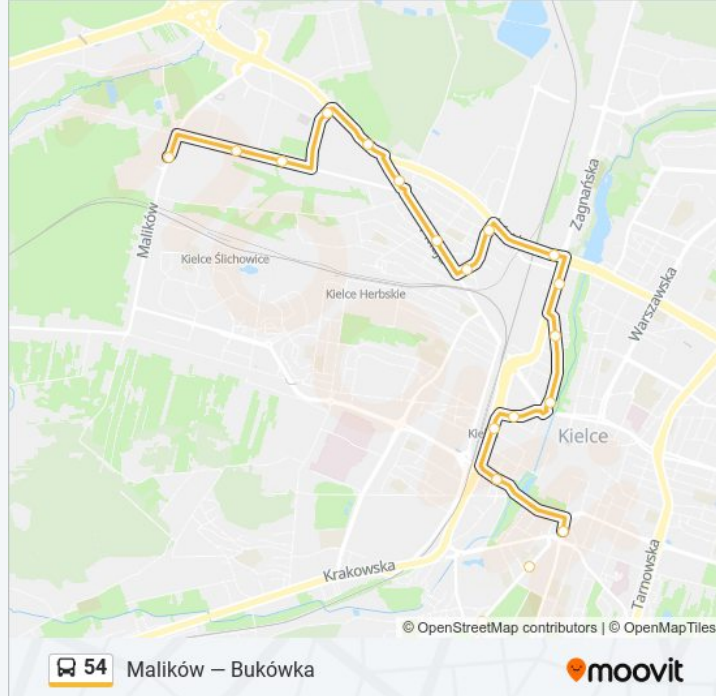 Zagnańska
Malików
Kielce Ślichowice
Warszawska
Kielce Herbskie
Kielce
Krakowska
Tarnowska
© OpenStreetMap contributors | © OpenMapTiles
54 Malików — Bukówka
moovit